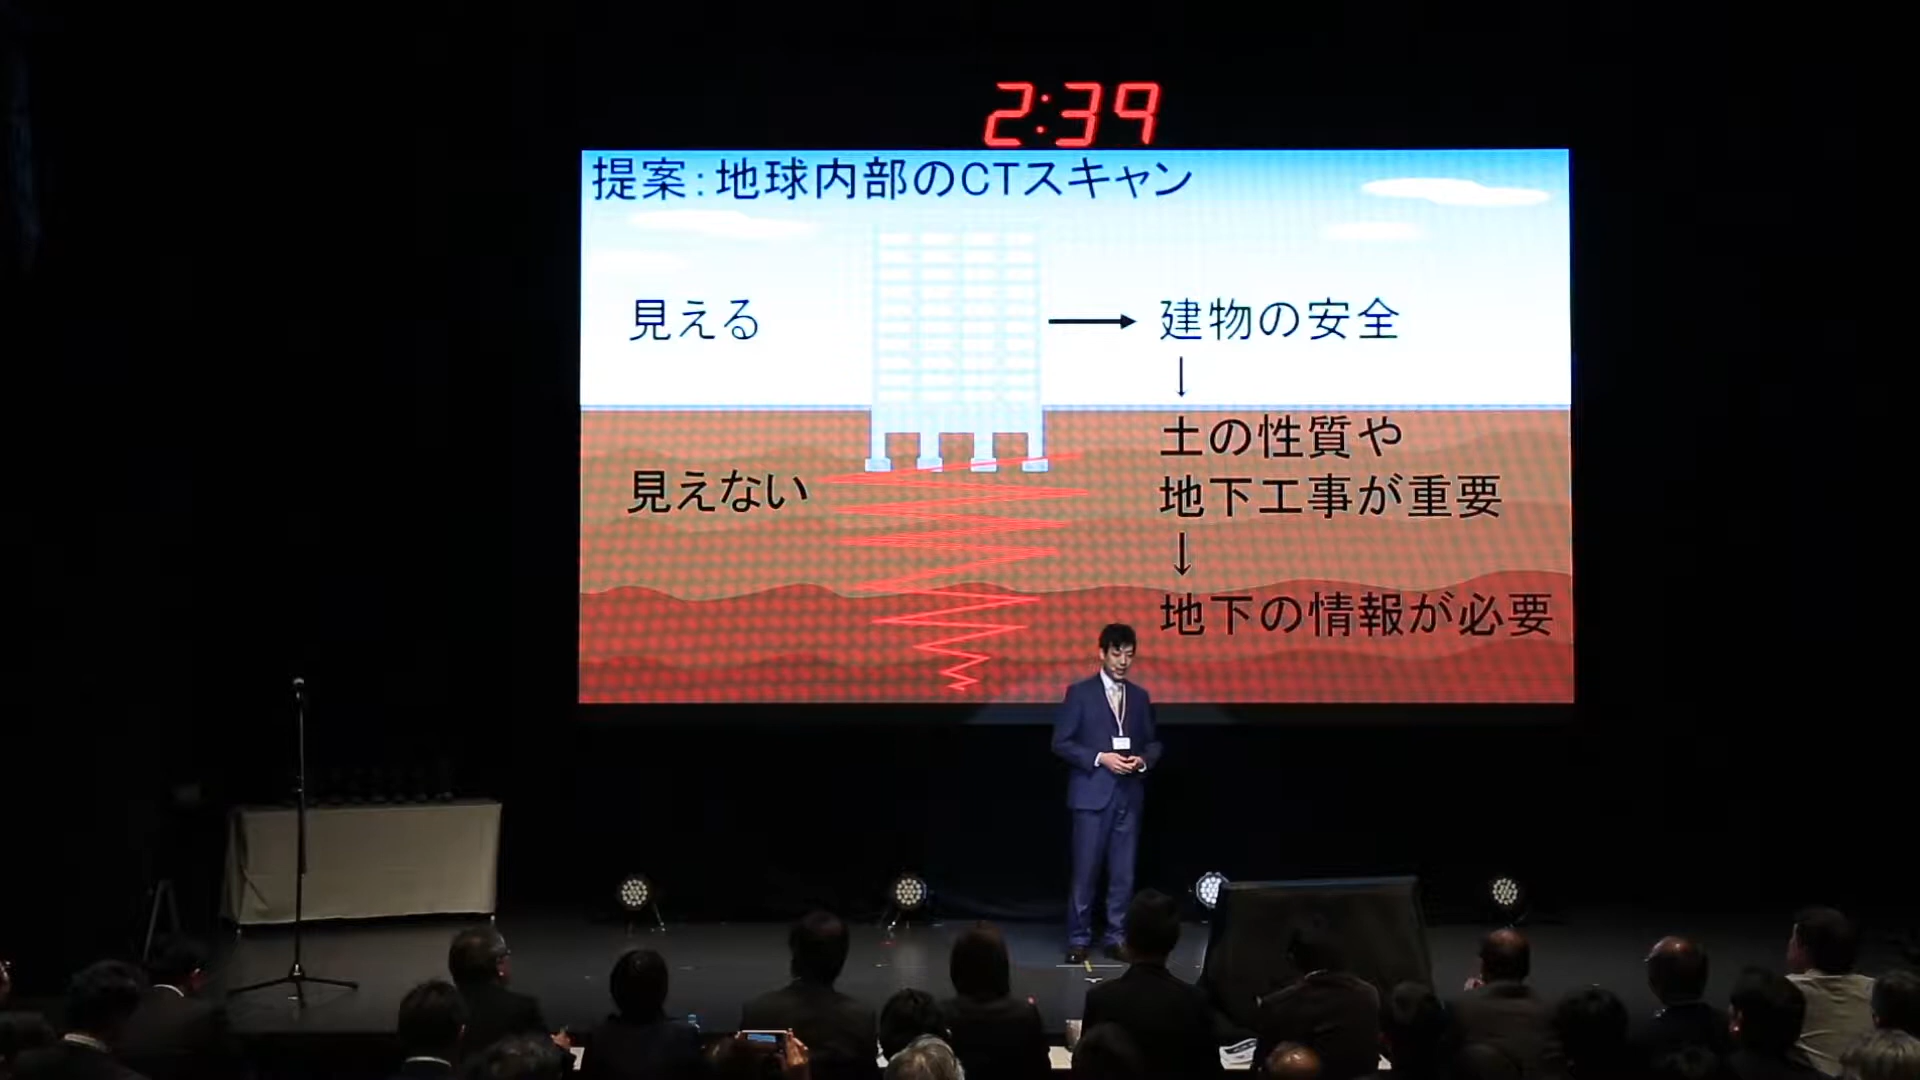 2:39
提案:地球内部のCTスキャン
見える
建物の安全
↓
土の性質や
見えない
地下工事が重要
↓
地下の情報が必要